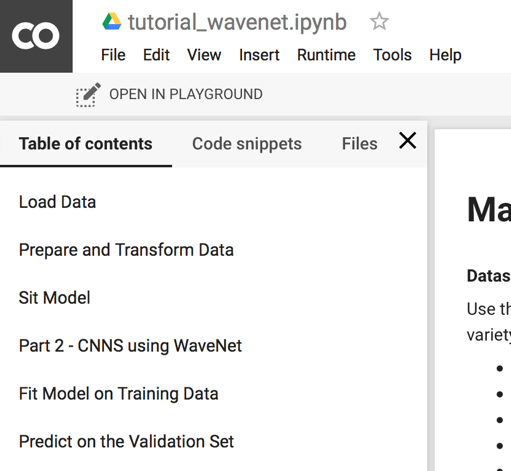 CO tutorial_wavenet.ipynb
File Edit View Insert Runtime Tools Help
OPEN IN PLAYGROUND
Table of contents Code snippets Files
Load Data
Prepare and Transform Data
Sit Model
Part 2 - CNNS using WaveNet
Fit Model on Training Data
Predict on the Validation Set
Ma
Datas
Use th
variety